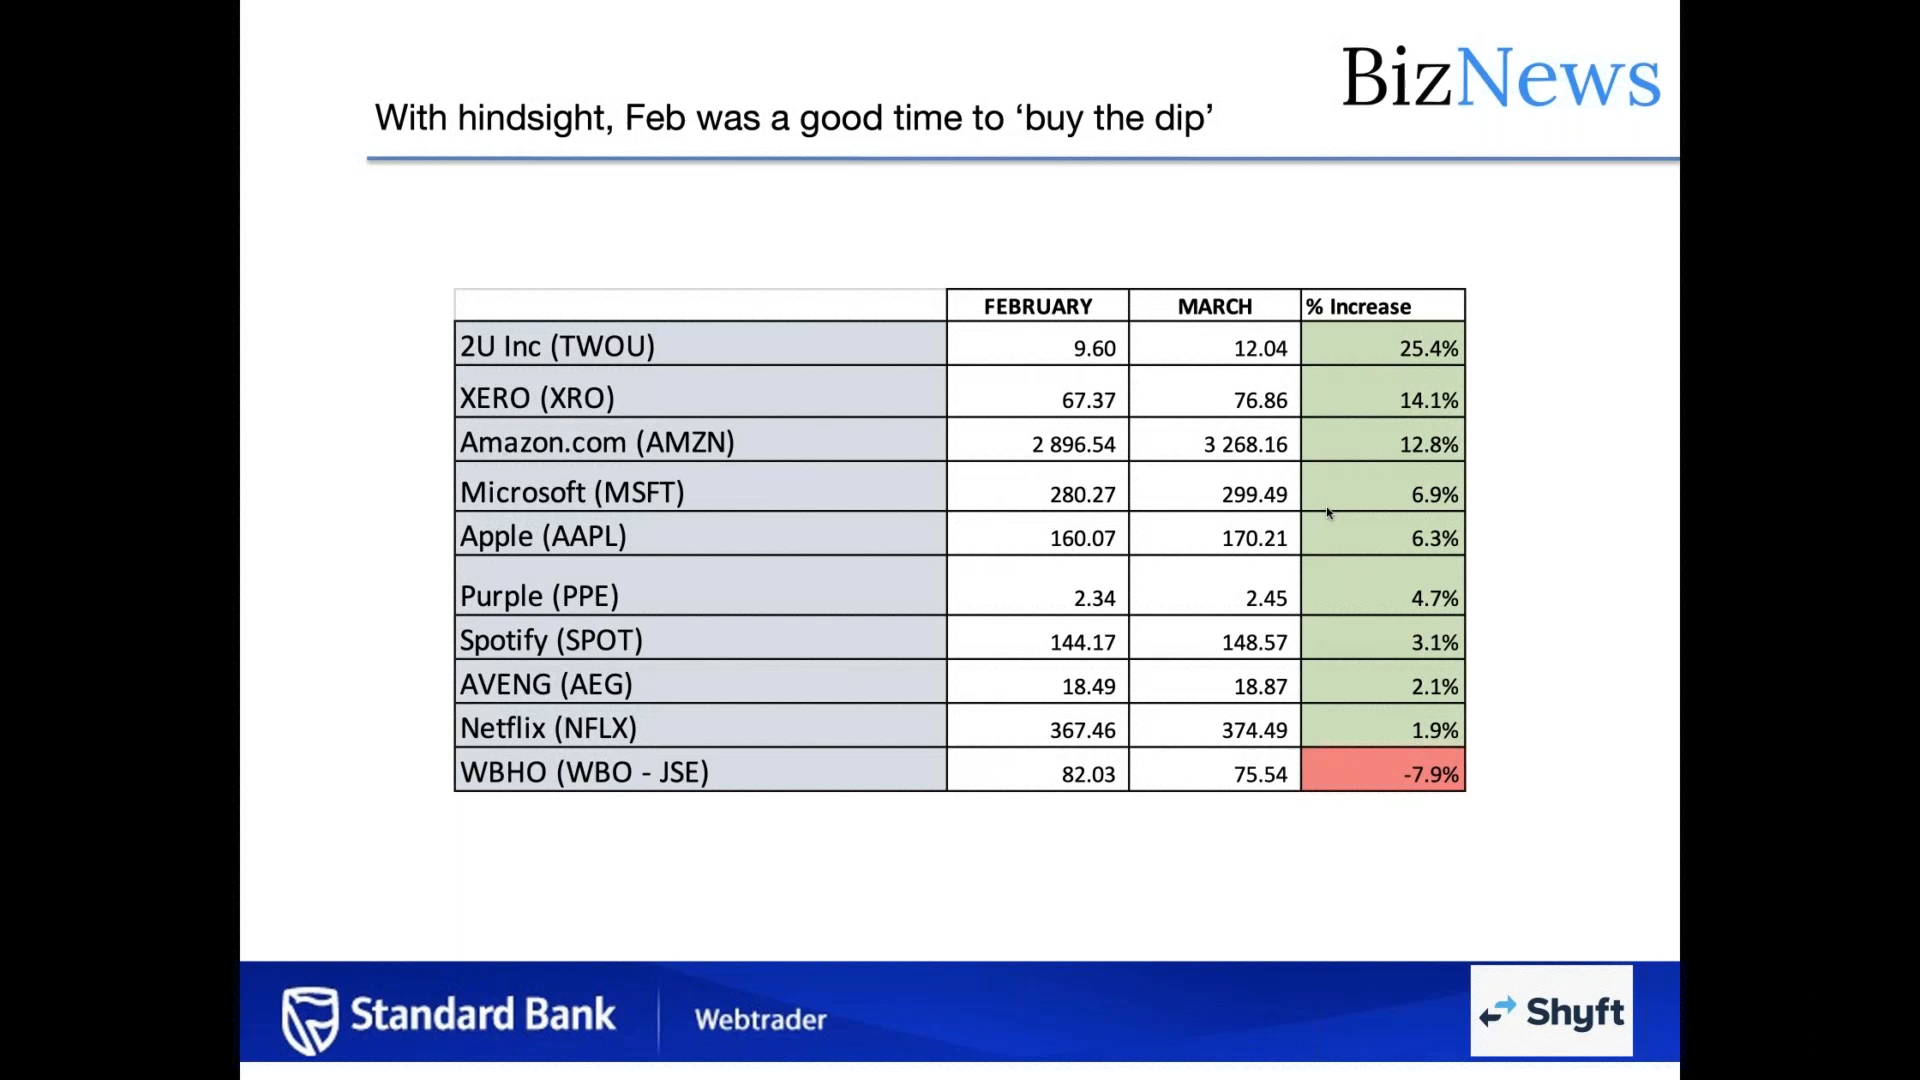 BizNews
With hindsight, Feb was a good time to ‘buy the dip’
FEBRUARY MARCH % Increase
2U Inc (TWOU) 9.60 12.04 25.4%
XERO (XRO) 67.37 76.86 14.1%
Amazon.com (AMZN) 2 896.54 3 268.16 12.8%
Microsoft (MSFT) 280.27 299.49 6.9%
Apple (AAPL) 160.07 170.21 6.3%
Purple (PPE) 2.34 2.45 4.7%
Spotify (SPOT) 144.17 148.57 3.1%
AVENG (AEG) 18.49 18.87 2.1%
Netflix (NFLX) 367.46 374.49 1.9%
WBHO (WBO - JSE) 82.03 75.54 -7.9%
Standard Bank Webtrader Shyft